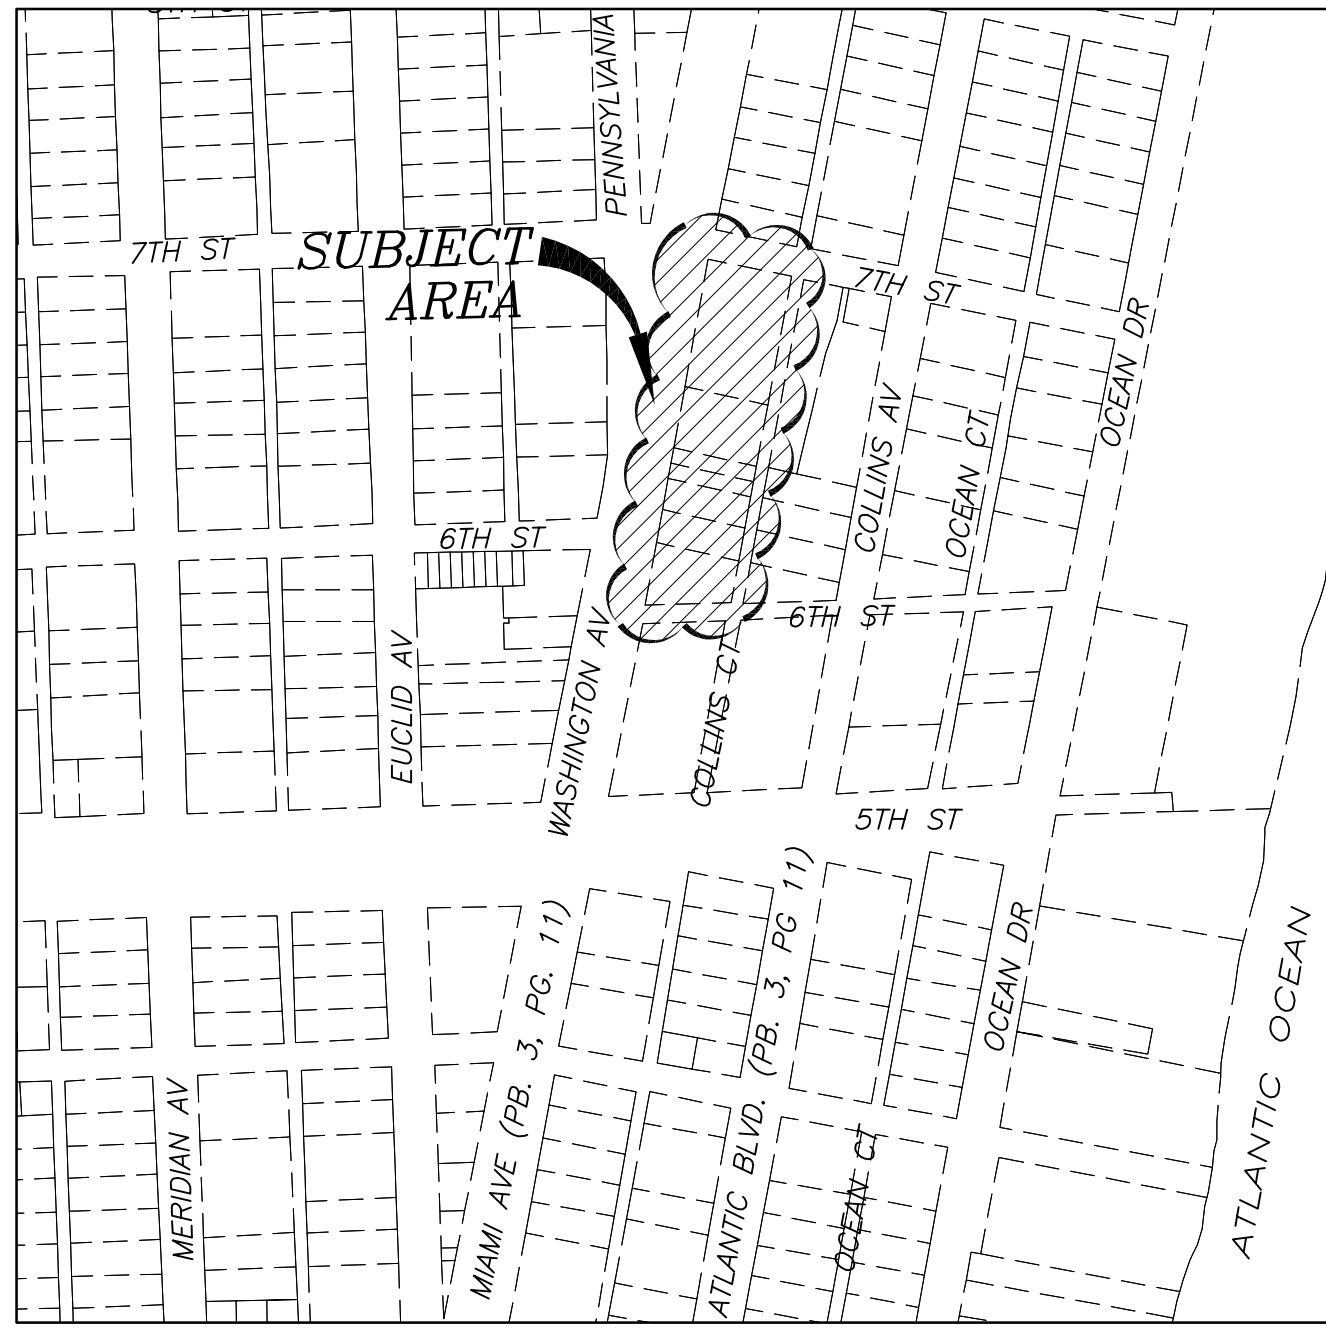 PENNSYLVANIA
7TH ST
SUBJECT
AREA
7TH ST
OCEAN DR
COLLINS AV
OCEAN CT
6TH ST
6TH ST
EUCLID AV
WASHINGTON AV
COLLINS CT
5TH ST
MIAMI AVE (PB. 3, PG. 11)
ATLANTIC BLVD. (PB. 3, PG 11)
OCEAN DR
ATLANTIC OCEAN
MERIDIAN AV
OCEAN CT